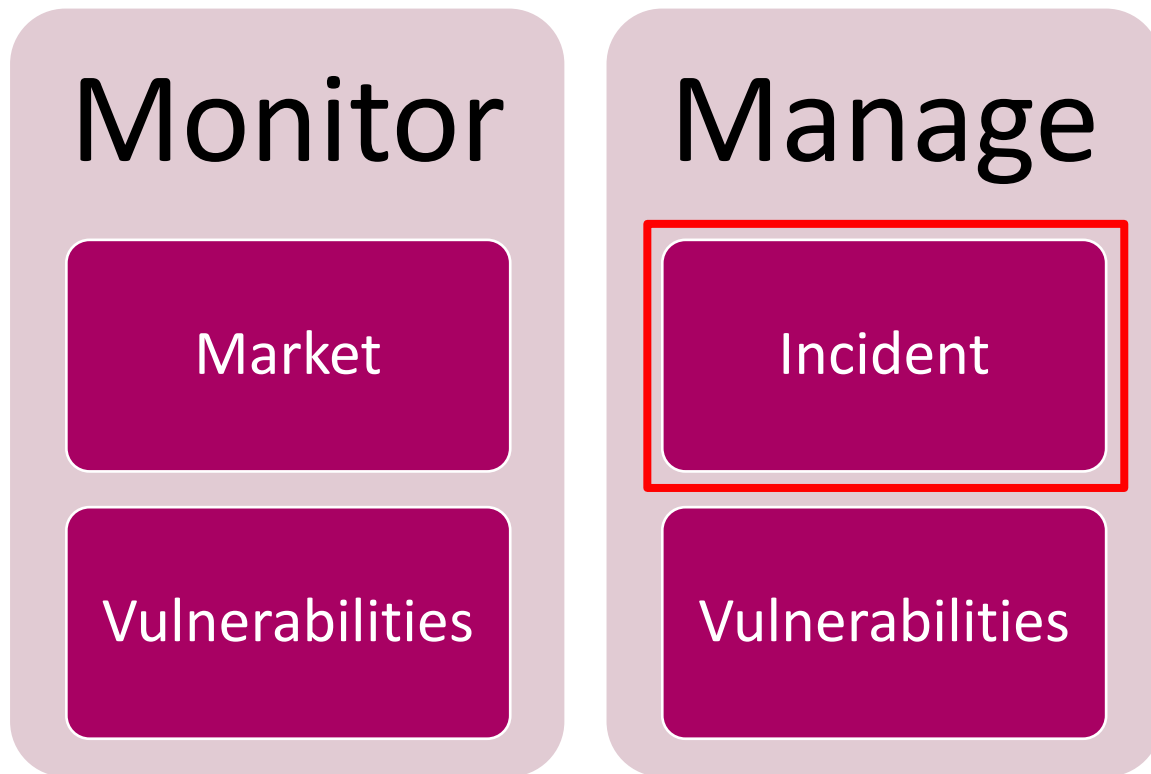 Monitor
Market
Vulnerabilities
Manage
Incident
Vulnerabilities